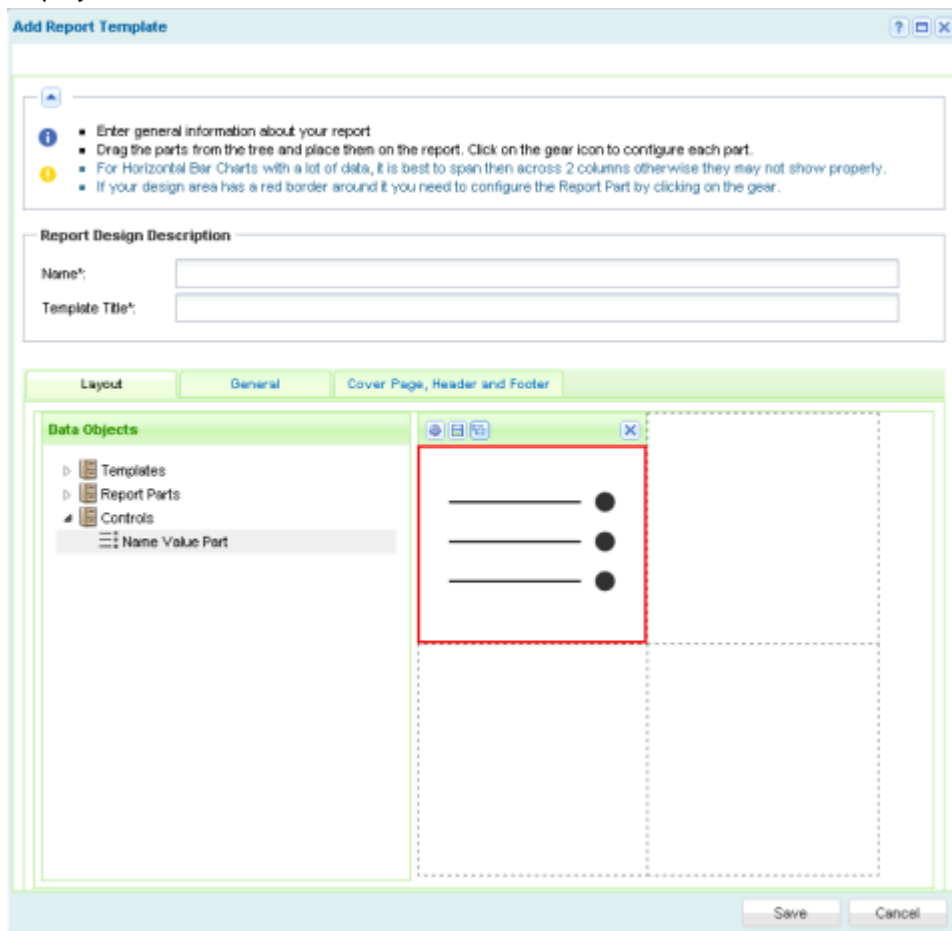 Add Report Template
Enter general information about your report
Drag the parts from the tree and place them on the report. Click on the gear icon to configure each part.
For Horizontal Bar Charts with a lot of data, it is best to span then across 2 columns otherwise they may not show properly.
If your design area has a red border around it you need to configure the Report Part by clicking on the gear.
Report Design Description
Name*:
Template Title*:
Layout General Cover Page, Header and Footer
Data Objects
Templates
Report Parts
Controls
Name Value Part
Save Cancel